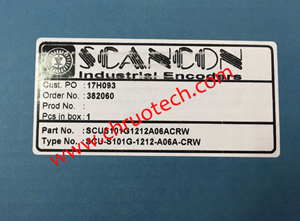 SCANCON
Industrial Encoders
Cust. PO : 17H093
Order No. : 382060
Prod No :
Pcs in box : 1
Part No. : SCUS101G1212A06ACRW
Type No. : SCU-S101G-1212-A06A-CRW
www.chruotech.com